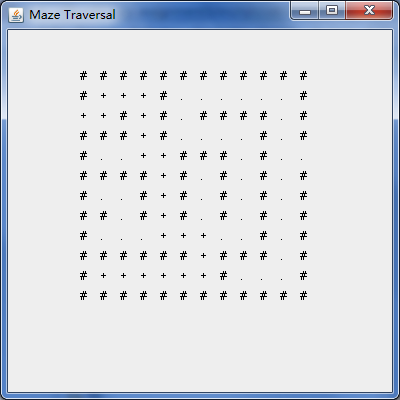 Maze Traversal
# # # # # # # # # # # #
# + + + # . . . . . . #
+ + # + # . # # # # . #
# # # + # . . . . # . #
# . . + + # # # . # . .
# # # # + # . # . # . #
# . . # + # . # . # . #
# # . # + # . # . # . #
# . . . + + + . . # . #
# # # # # # + # # # . #
# + + + + + + # . . . #
# # # # # # # # # # # #